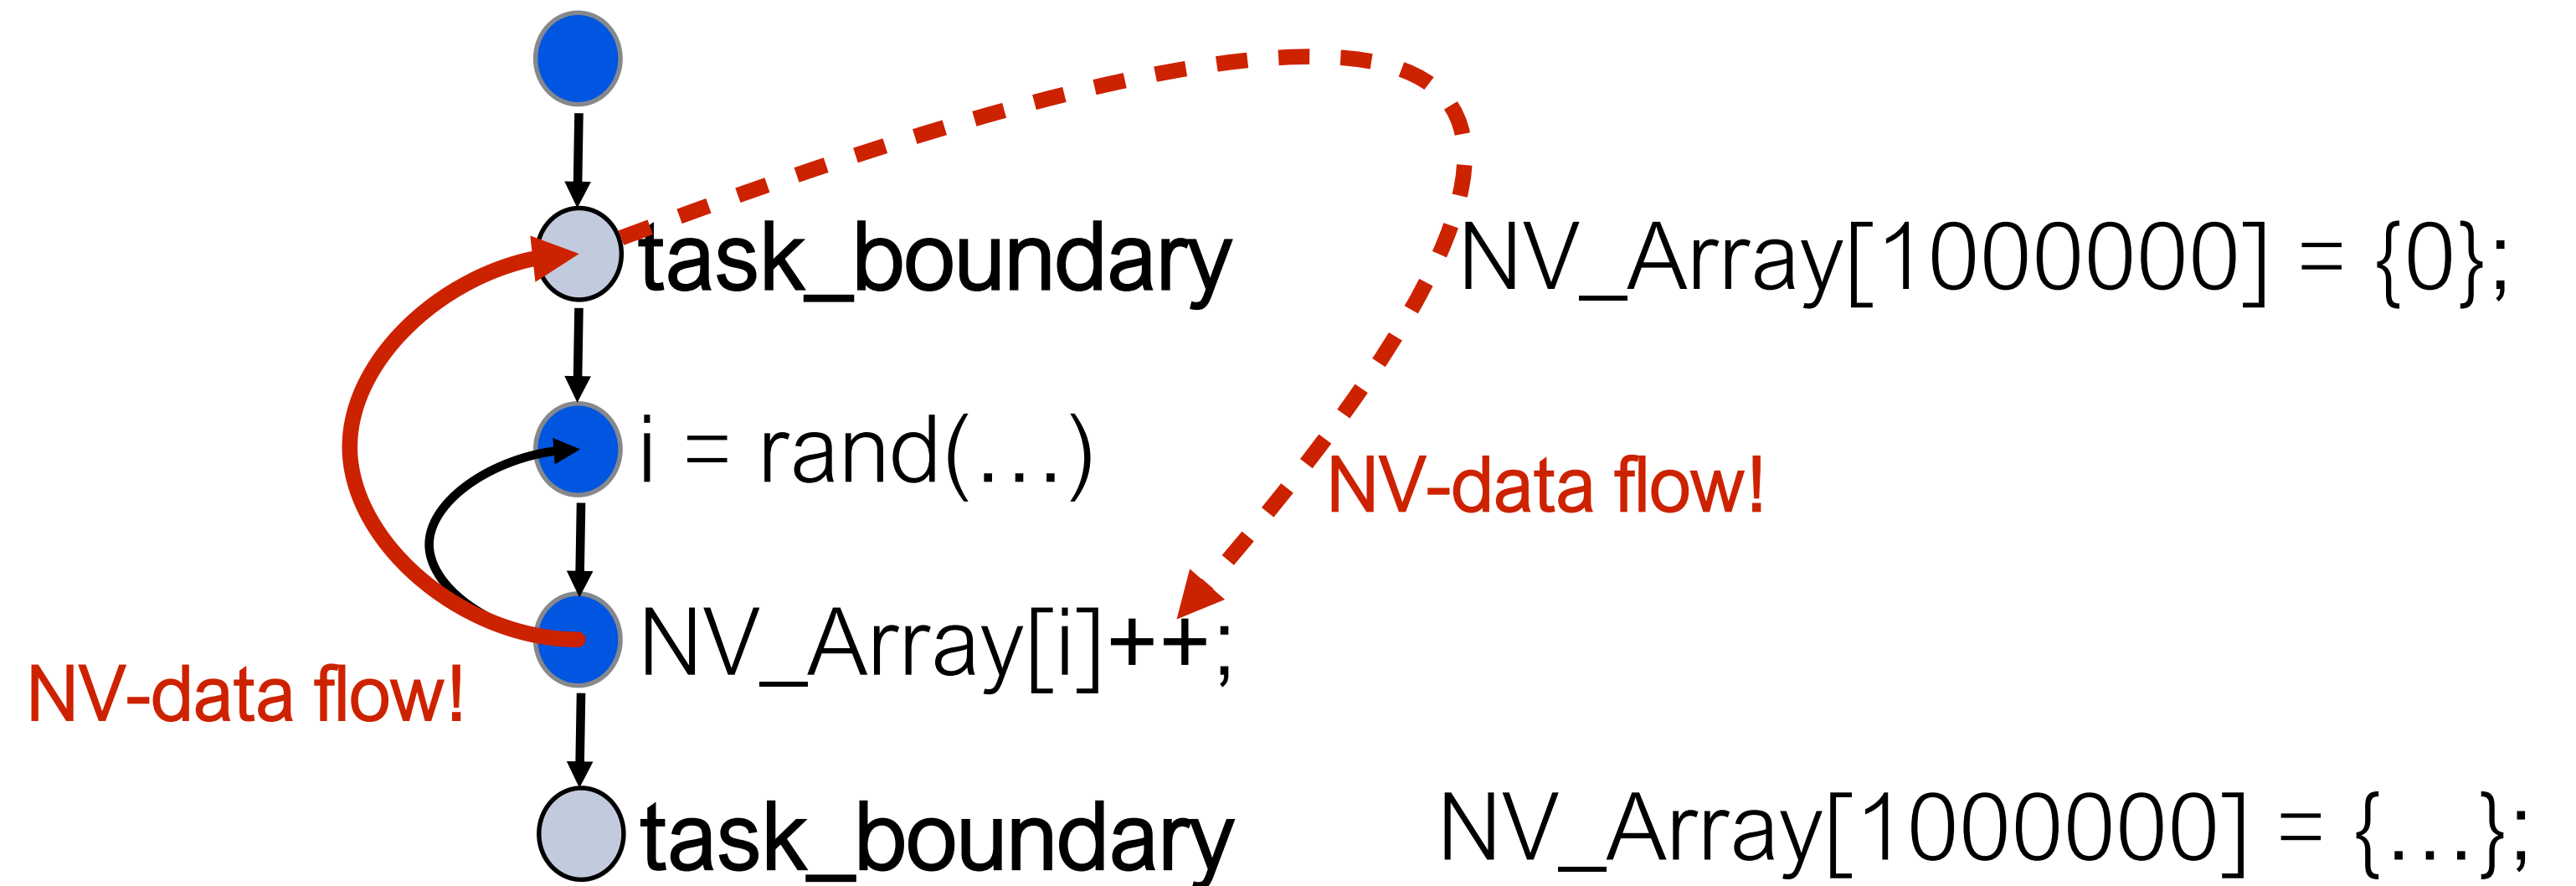 task_boundary
NV_Array[1000000] = {0};
i = rand(...)
NV-data flow!
NV_Array[i]++;
NV-data flow!
task_boundary
NV_Array[1000000] = {...};